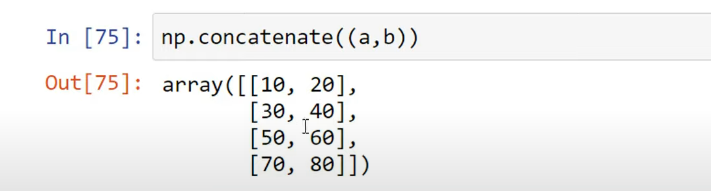 In [75]: np.concatenate((a,b))
Out[75]: array([[10, 20],
[30, 40],
[50, 60],
[70, 80]])